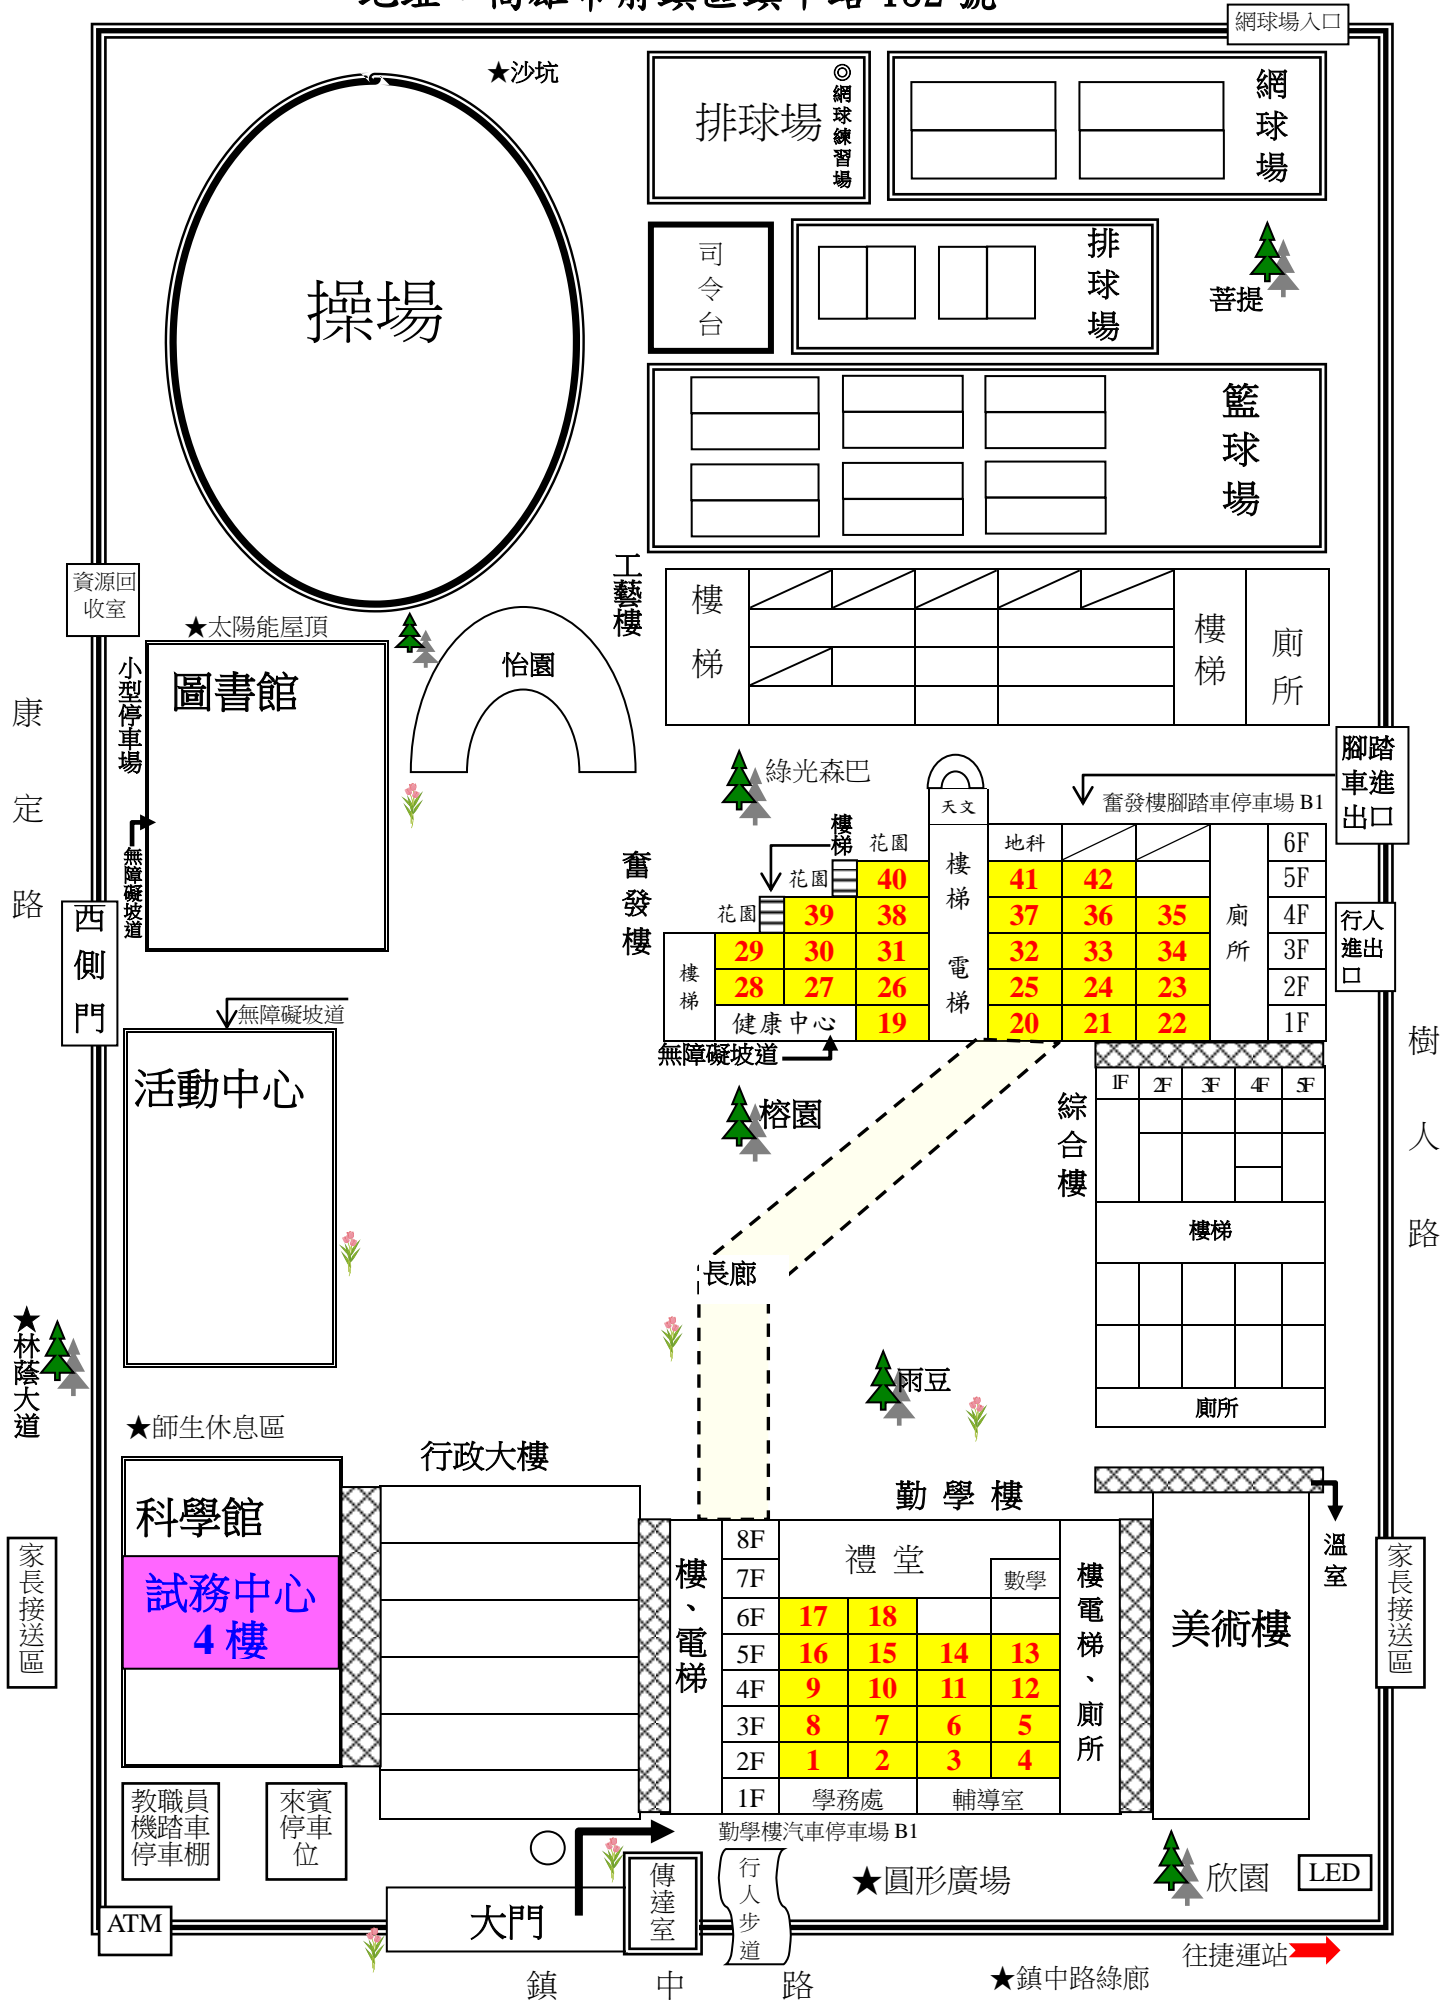 網球場入口
★沙坑
排球場
◎網球練習場
網球場
司令台
排球場
菩提
操場
籃球場
工藝樓
資源回
收室
★太陽能屋頂
樓梯
樓梯
廁所
怡園
圖書館
小型停車場
康定路
無障礙坡道
西側門
綠光森巴
天文
奮發樓腳踏車停車場 B1
腳踏
車進
出口
樓梯
花園
地科
6F
奮發樓
花園
40
樓梯 電梯
41
42
5F
花園
39
38
37
36
35
廁所
4F
行人
進出
口
樓梯
29
30
31
32
33
34
3F
28
27
26
25
24
23
2F
健康中心
19
20
21
22
1F
無障礙坡道
無障礙坡道
活動中心
榕園
綜合樓
1F
2F
3F
4F
5F
樹人路
樓梯
長廊
★林蔭大道
雨豆
廁所
★師生休息區
行政大樓
勤學樓
科學館
試務中心
4 樓
家長接送區
樓、電梯
8F
禮堂
7F
數學
6F
17
18
5F
16
15
14
13
4F
9
10
11
12
3F
8
7
6
5
2F
1
2
3
4
1F
學務處
輔導室
樓電梯、廁所
美術樓
溫室
家長接送區
教職員
機踏車
停車棚
來賓
停車
位
勤學樓汽車停車場 B1
傳達室
行人步道
★圓形廣場
欣園
LED
ATM
大門
往捷運站
鎮中路
★鎮中路綠廊